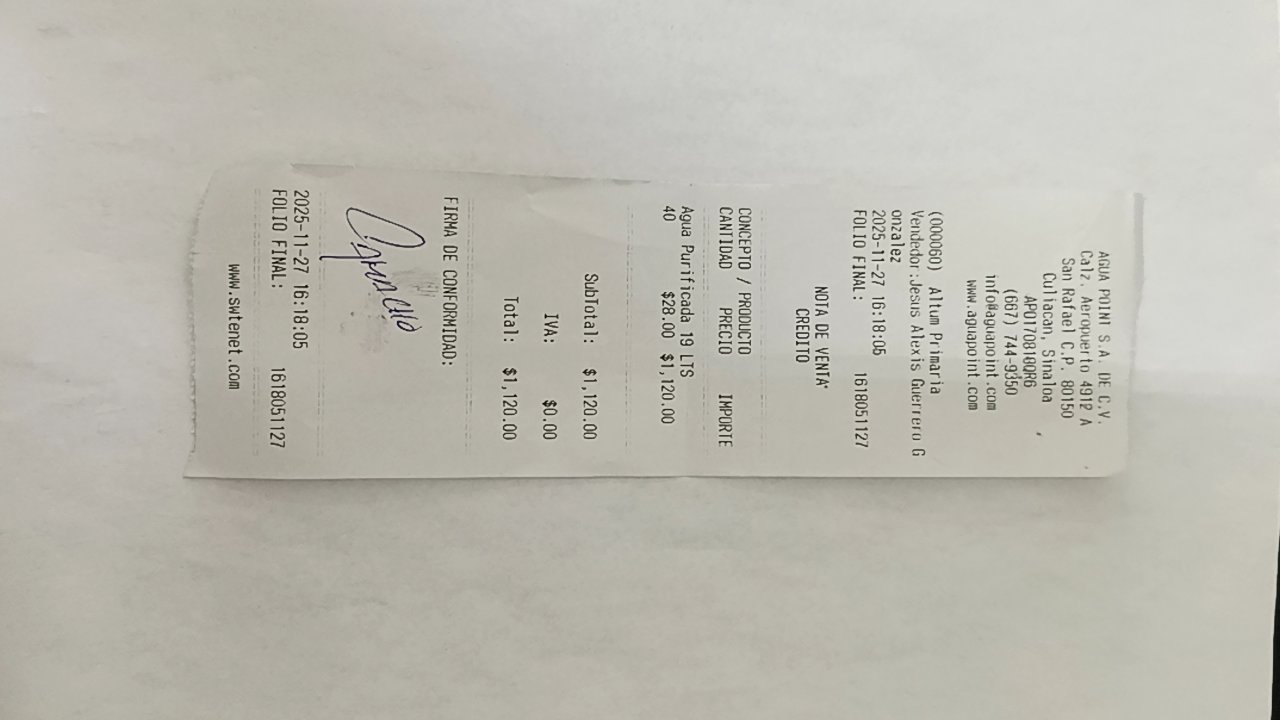 AGUA POINT S.A. DE C.V.
Calz. Aeropuerto 4912 A
San Rafael C.P. 80150
Culiacan, Sinaloa
APO170810QR6
(667) 744-9350
info@aguapoint.com
www.aguapoint.com
(000060) Altum Primaria
Vendedor :Jesus Alexis Guerrero G
onzalez
2025-11-27 16:18:05
FOLIO FINAL: 1618051127
NOTA DE VENTA*
CREDITO
CONCEPTO / PRODUCTO
CANTIDAD PRECIO IMPORTE
Agua Purificada 19 LTS
40 $28.00 $1,120.00
SubTotal: $1,120.00
IVA: $0.00
Total: $1,120.00
FIRMA DE CONFORMIDAD:
Camacho
2025-11-27 16:18:05
FOLIO FINAL: 1618051127
www.swtenet.com